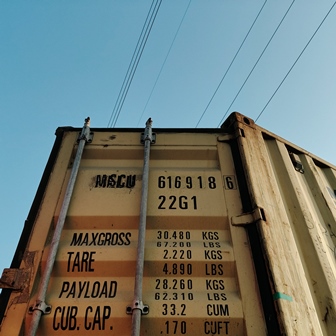 MSCU 616918 6
22G1
MAXGROSS 30.480 KGS
67.200 LBS
TARE 2.220 KGS
4.890 LBS
PAYLOAD 28.260 KGS
62.310 LBS
CUB. CAP. 33.2 CUM
.170 CUFT